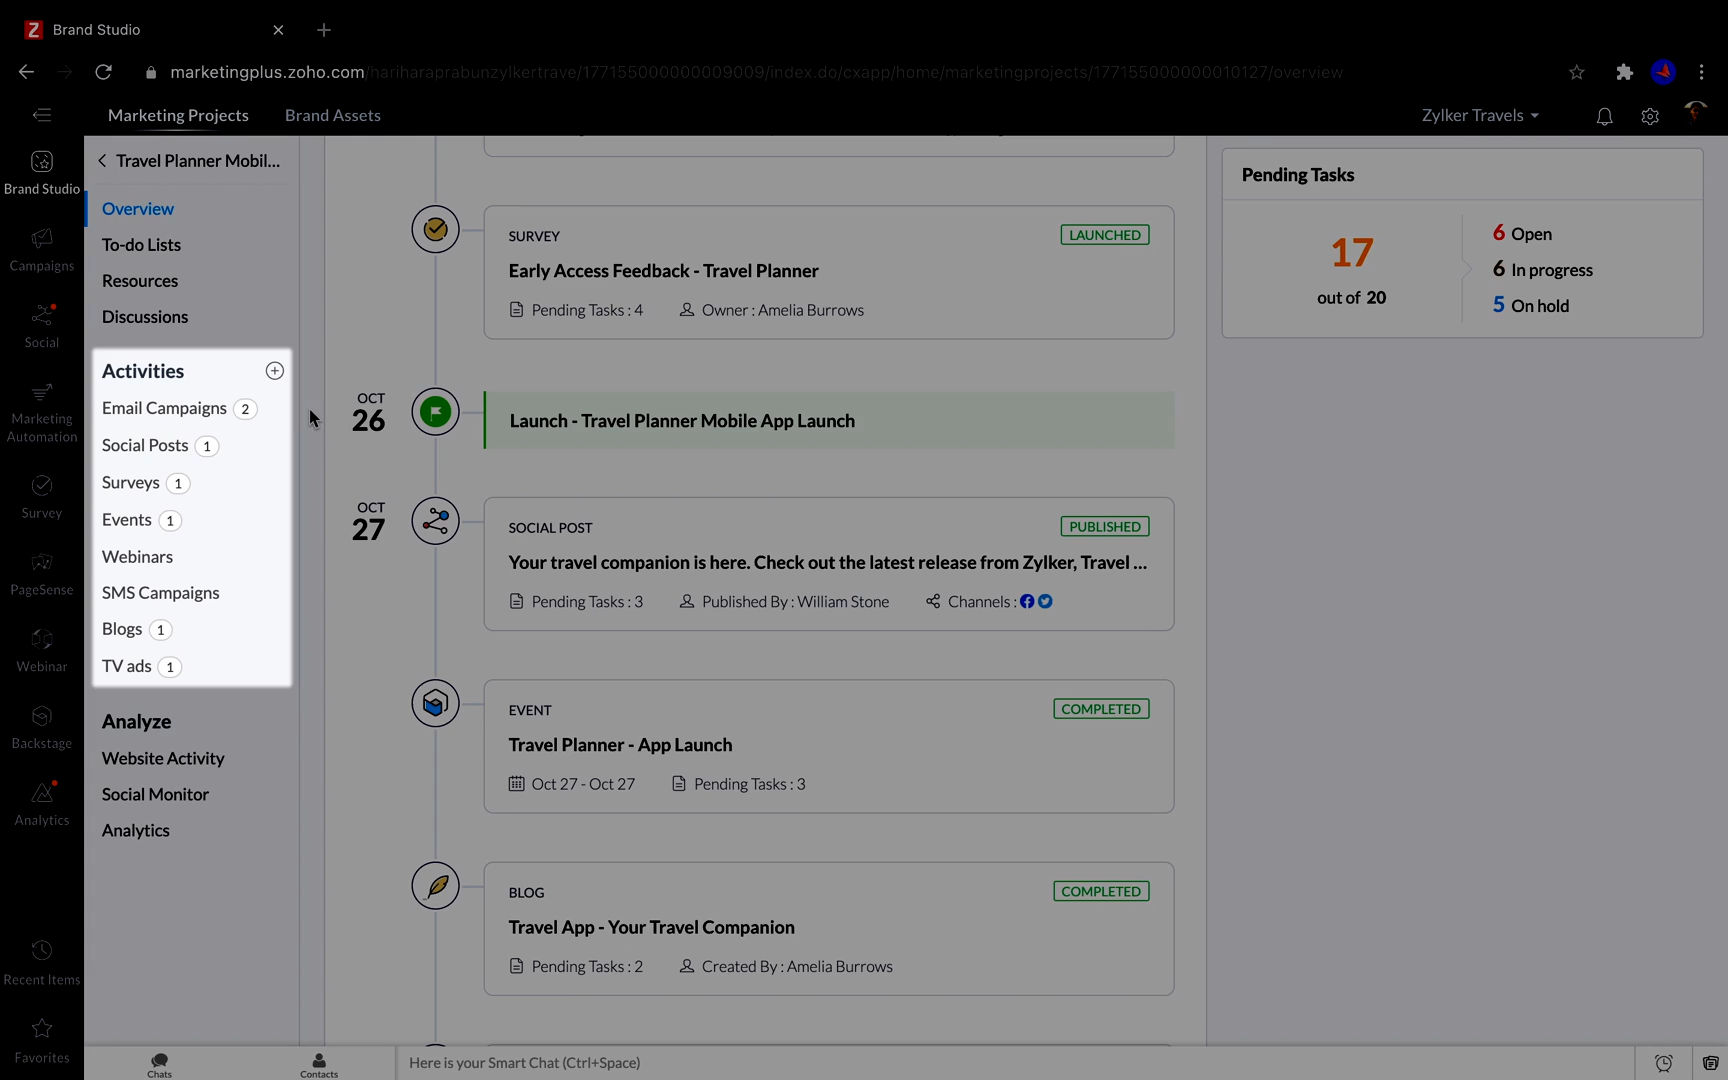 Brand Studio
marketingplus.zoho.com/hariharaprabunzylkertrave/177155000000009009/index.do/cxapp/home/marketingprojects/177155000000010127/overview
Marketing Projects
Brand Assets
Zylker Travels
Brand Studio
Campaigns
Social
Marketing
Automation
Survey
PageSense
Webinar
Backstage
Analytics
Recent Items
Favorites
Travel Planner Mobil...
Overview
To-do Lists
Resources
Discussions
Activities
Email Campaigns 2
Social Posts 1
Surveys 1
Events 1
Webinars
SMS Campaigns
Blogs 1
TV ads 1
Analyze
Website Activity
Social Monitor
Analytics
SURVEY
LAUNCHED
Early Access Feedback - Travel Planner
Pending Tasks : 4 Owner : Amelia Burrows
OCT
26
Launch - Travel Planner Mobile App Launch
OCT
27
SOCIAL POST
PUBLISHED
Your travel companion is here. Check out the latest release from Zylker, Travel ...
Pending Tasks : 3 Published By : William Stone Channels :
EVENT
COMPLETED
Travel Planner - App Launch
Oct 27 - Oct 27 Pending Tasks : 3
BLOG
COMPLETED
Travel App - Your Travel Companion
Pending Tasks : 2 Created By : Amelia Burrows
Pending Tasks
17
out of 20
6 Open
6 In progress
5 On hold
Chats
Contacts
Here is your Smart Chat (Ctrl+Space)